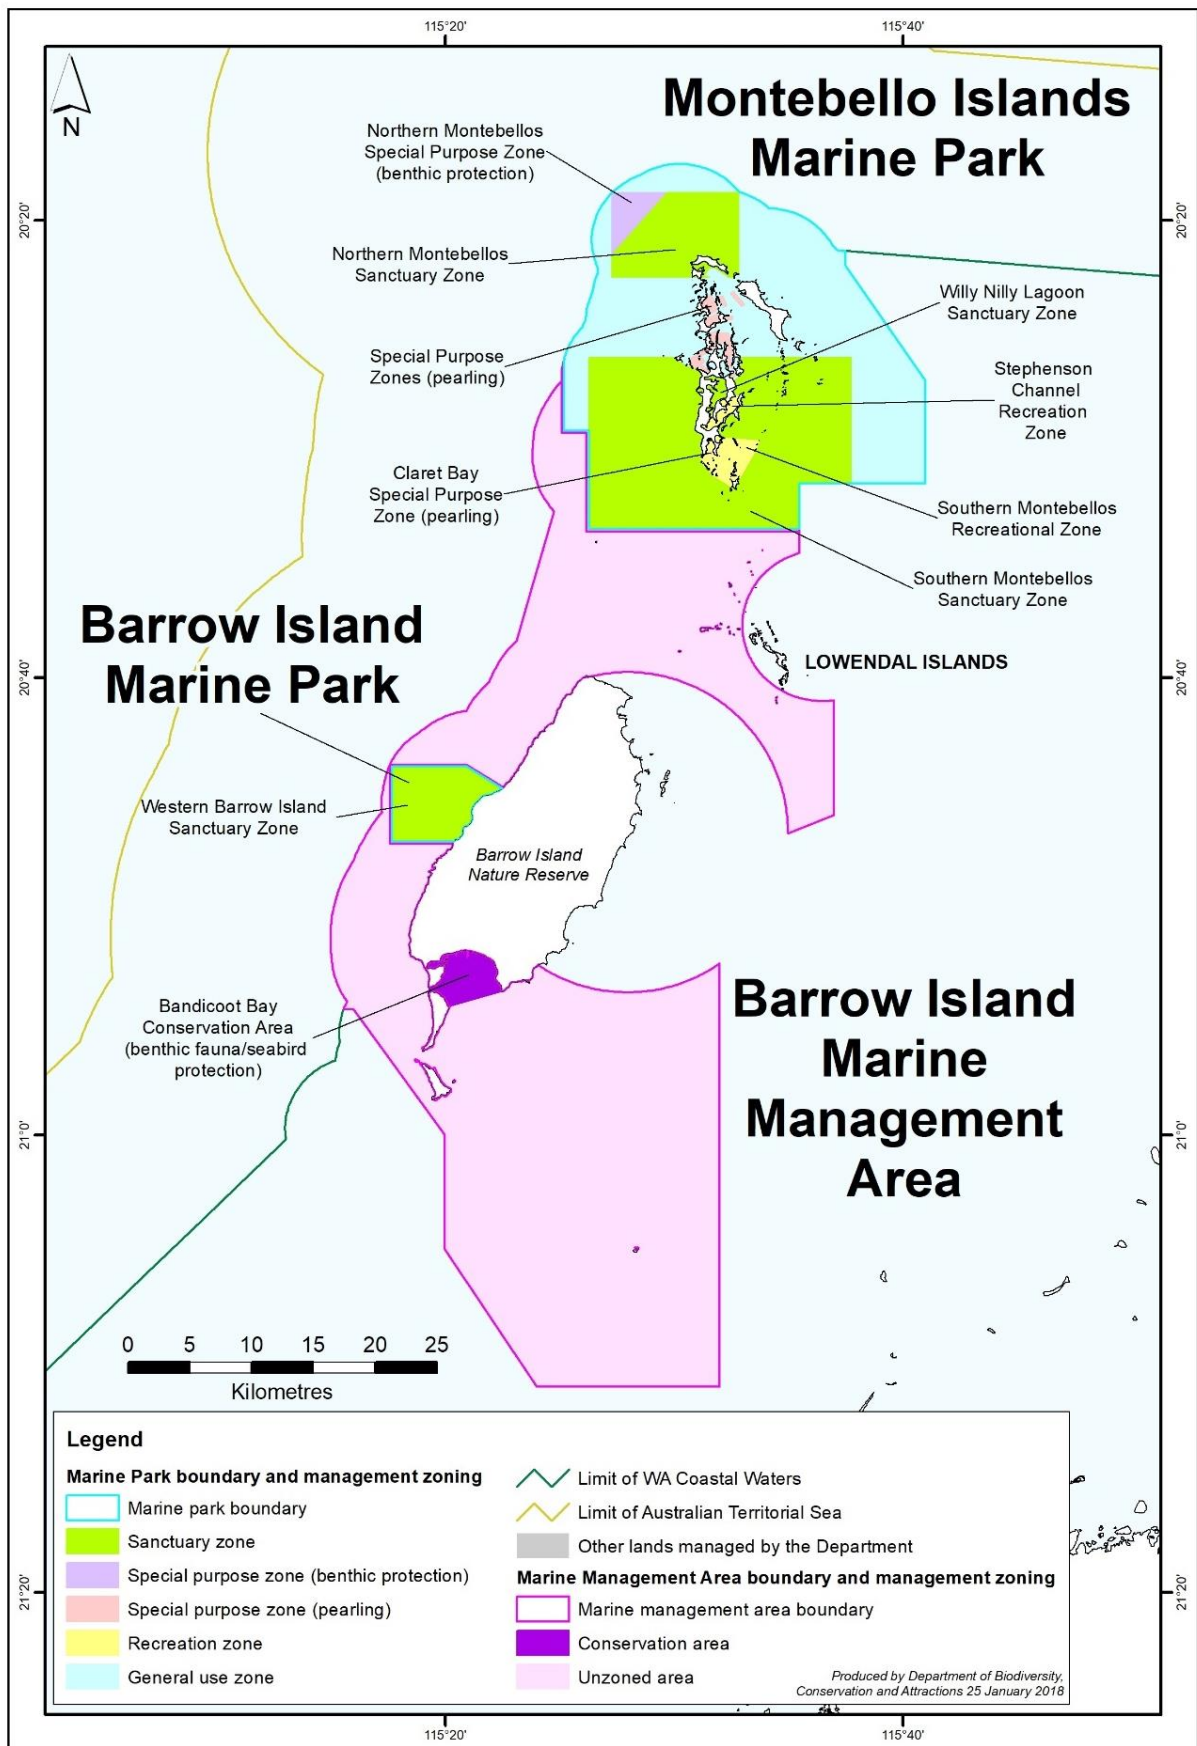 115°20'
115°40'
Montebello Islands
Marine Park
N
Northern Montebellos
Special Purpose Zone
(benthic protection)
20°20'
20°20'
Northern Montebellos
Sanctuary Zone
Willy Nilly Lagoon
Sanctuary Zone
Special Purpose
Zones (pearling)
Stephenson
Channel
Recreation
Zone
Claret Bay
Special Purpose
Zone (pearling)
Southern Montebellos
Recreational Zone
Southern Montebellos
Sanctuary Zone
Barrow Island
Marine Park
LOWENDAL ISLANDS
20°40'
20°40'
Western Barrow Island
Sanctuary Zone
Barrow Island
Nature Reserve
Barrow Island
Marine
Management
Area
Bandicoot Bay
Conservation Area
(benthic fauna/seabird
protection)
21°0'
21°0'
0 5 10 15 20 25
Kilometres
Legend
Marine Park boundary and management zoning
Marine park boundary
Sanctuary zone
Special purpose zone (benthic protection)
Special purpose zone (pearling)
Recreation zone
General use zone
Limit of WA Coastal Waters
Limit of Australian Territorial Sea
Other lands managed by the Department
Marine Management Area boundary and management zoning
Marine management area boundary
Conservation area
Unzoned area
Produced by Department of Biodiversity,
Conservation and Attractions 25 January 2018
21°20'
21°20'
115°20'
115°40'